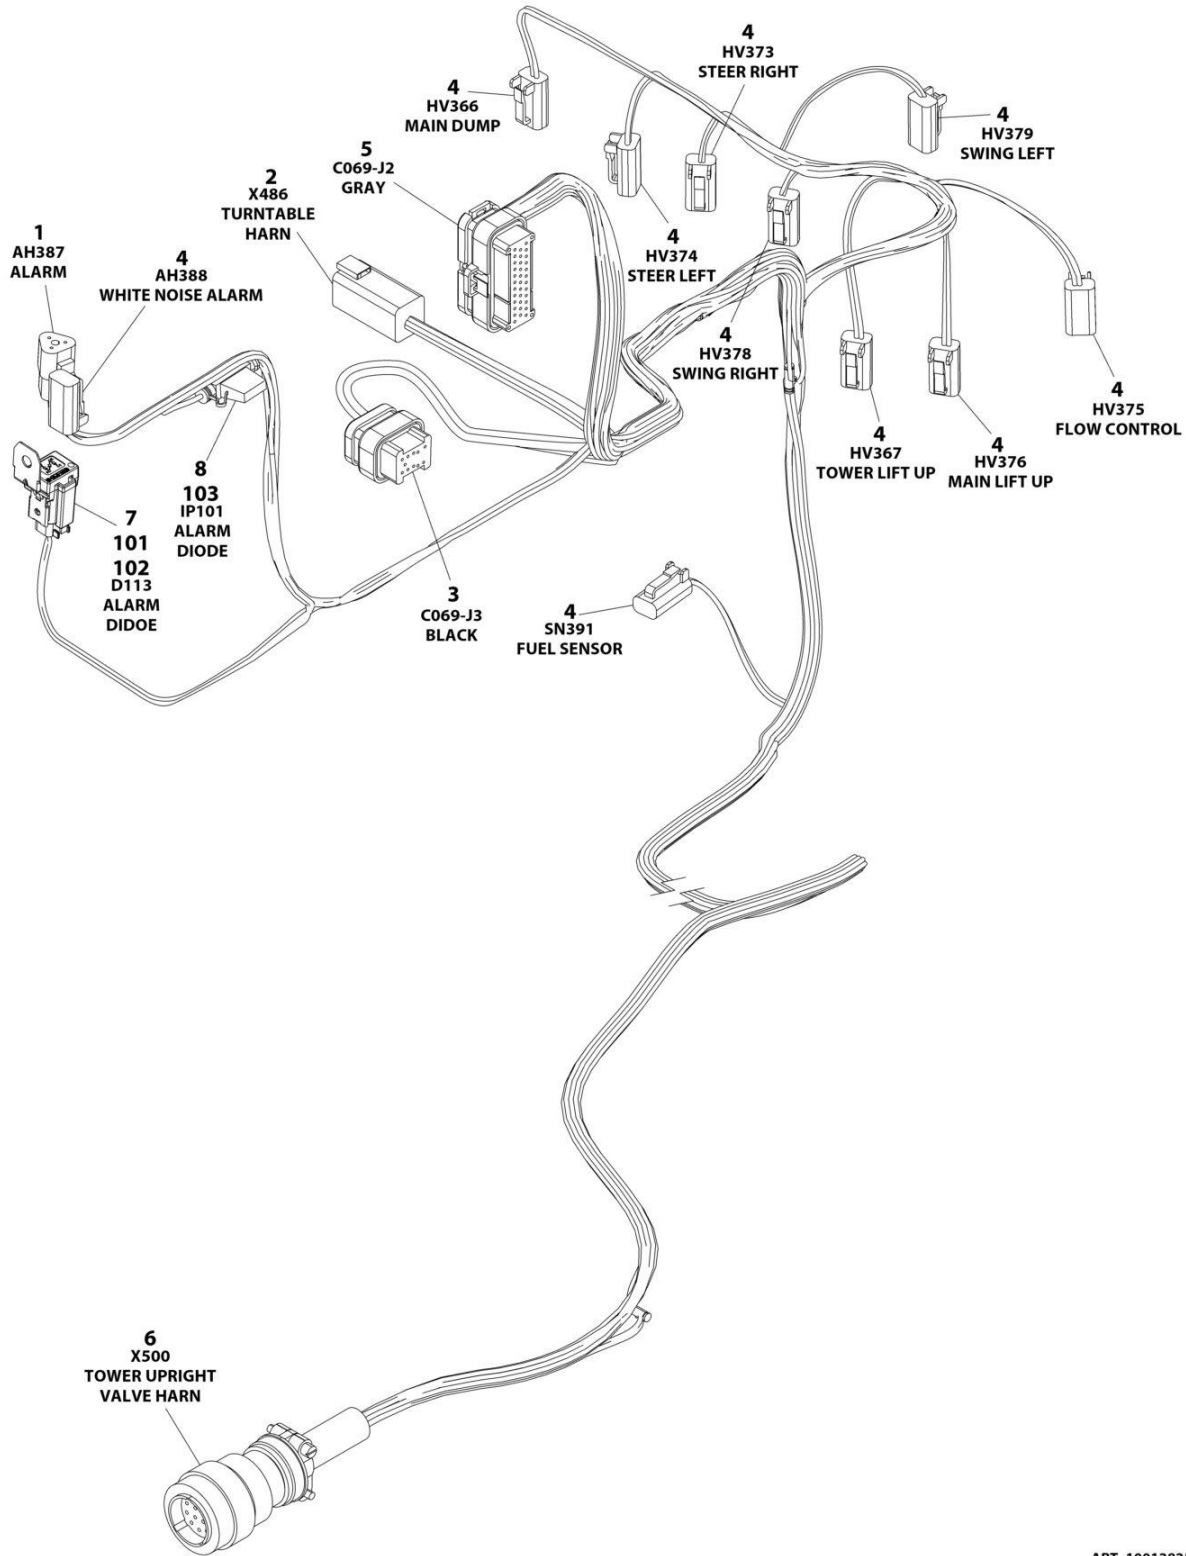 4
HV373
STEER RIGHT
4
HV366
MAIN DUMP
4
HV379
SWING LEFT
5
C069-J2
GRAY
2
X486
TURNTABLE
HARN
1
AH387
ALARM
4
AH388
WHITE NOISE ALARM
4
HV374
STEER LEFT
4
HV378
SWING RIGHT
4
HV375
FLOW CONTROL
4
HV367
TOWER LIFT UP
4
HV376
MAIN LIFT UP
8
103
IP101
ALARM
DIODE
7
101
102
D113
ALARM
DIDOE
3
C069-J3
BLACK
4
SN391
FUEL SENSOR
6
X500
TOWER UPRIGHT
VALVE HARN